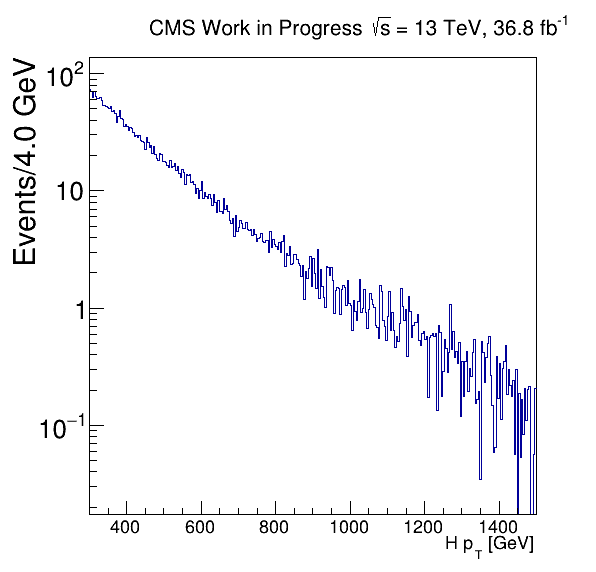 CMS Work in Progress √s = 13 TeV, 36.8 fb⁻¹
Events/4.0 GeV
10²
10
1
10⁻¹
400 600 800 1000 1200 1400
H p_T [GeV]